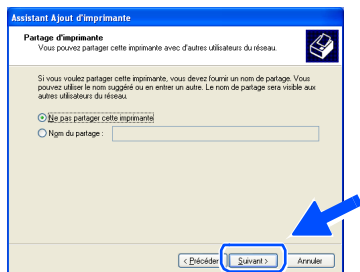 Assistant Ajout d'imprimante
Partage d'imprimante
Vous pouvez partager cette imprimante avec d'autres utilisateurs du réseau.
Si vous voulez partager cette imprimante, vous devez fournir un nom de partage. Vous
pouvez utiliser le nom suggéré ou en entrer un autre. Le nom de partage sera visible aux
autres utilisateurs du réseau.
Ne pas partager cette imprimante
Nom du partage :
< Précédent
Suivant >
Annuler